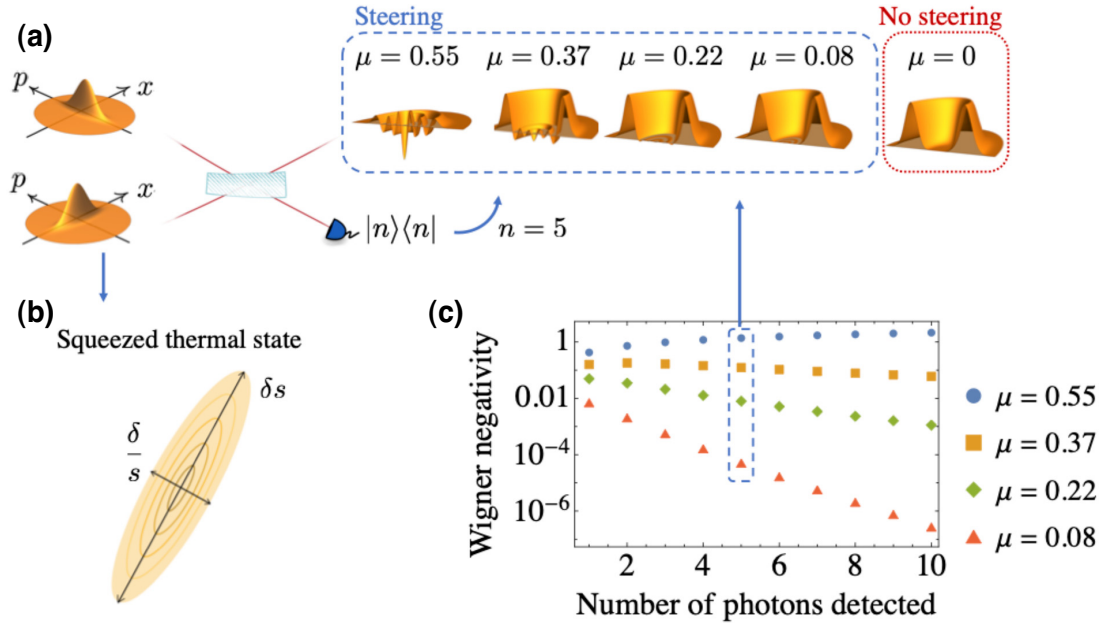 (a)
Steering
No steering
μ = 0.55
μ = 0.37
μ = 0.22
μ = 0.08
μ = 0
p
x
p
x
|n⟩⟨n|
n = 5
(b)
Squeezed thermal state
δs
δ
s
(c)
Wigner negativity
1
0.01
10⁻⁴
10⁻⁶
2
4
6
8
10
Number of photons detected
μ = 0.55
μ = 0.37
μ = 0.22
μ = 0.08